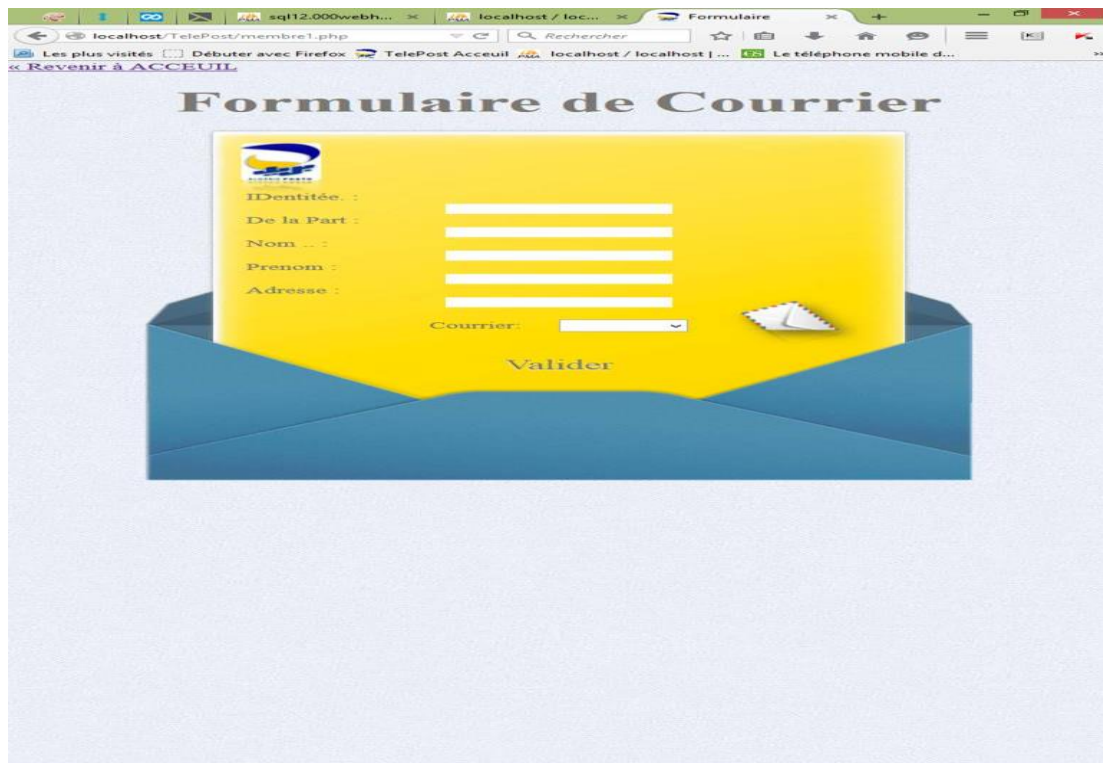 sql12.000webh...
localhost / loc...
Formulaire
localhost/TelePost/membre1.php
Rechercher
Les plus visités
Débuter avec Firefox
TelePost Acceuil
localhost / localhost | ...
GS
Le téléphone mobile d...
« Revenir à ACCEUIL
Formulaire de Courrier
IDentitée. :
De la Part :
Nom .. :
Prenom :
Adresse :
Courrier:
Valider